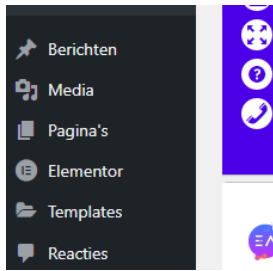 Berichten
Media
Pagina's
Elementor
Templates
Reacties